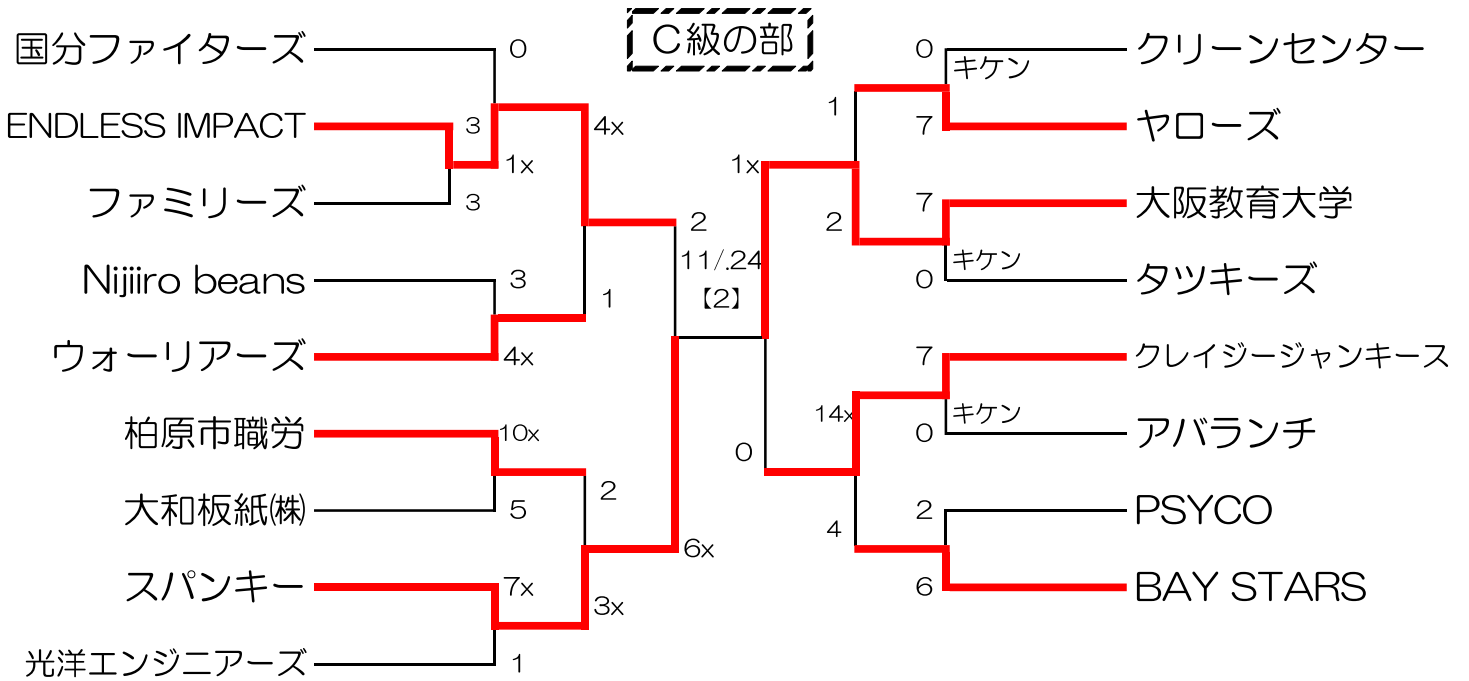 C級の部
国分ファイターズ
0
ENDLESS IMPACT
3
4x
1x
ファミリーズ
3
2
Nijiiro beans
3
1
ウォーリアーズ
4x
柏原市職労
10x
2
大和板紙㈱
5
6x
スパンキー
7x
3x
光洋エンジニアーズ
1
11/.24
【2】
0
クリーンセンター
キケン
1
7
ヤローズ
1x
7
大阪教育大学
2
キケン
0
タツキーズ
7
クレイジージャンキース
14x
キケン
0
アバランチ
0
2
PSYCO
4
6
BAY STARS